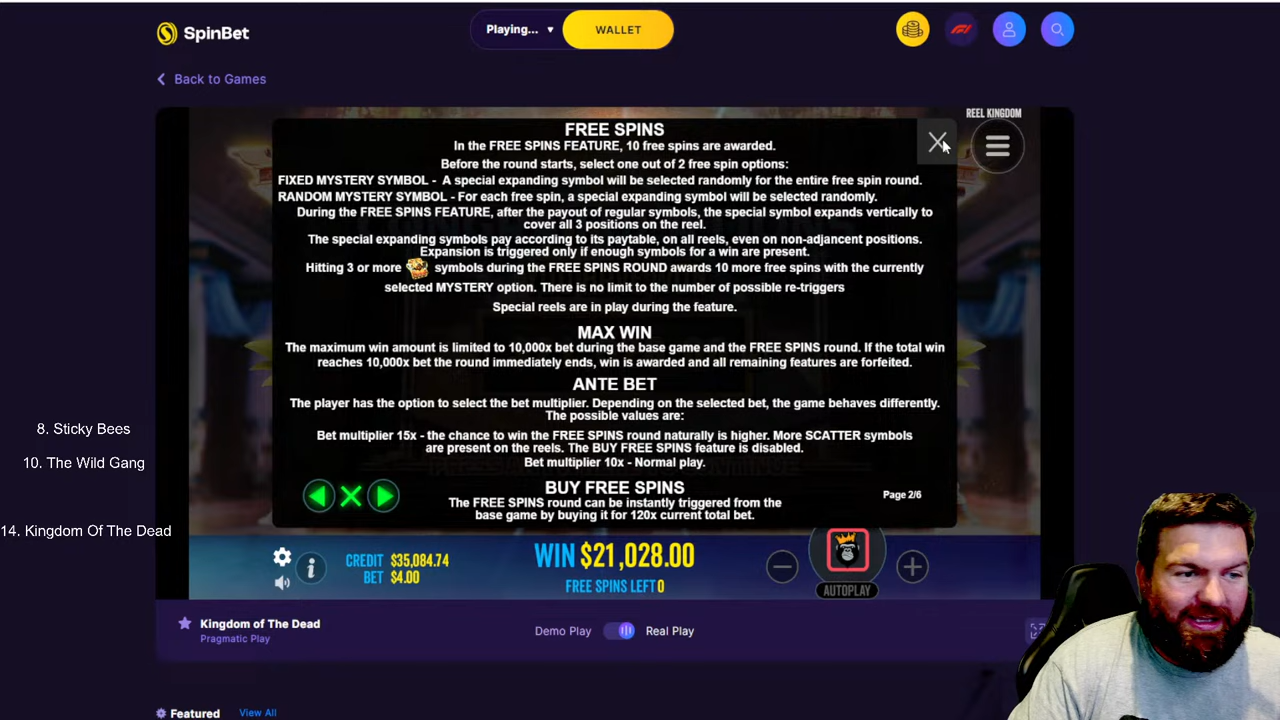 SpinBet
Playing...
WALLET
Back to Games
REEL KINGDOM
FREE SPINS
In the FREE SPINS FEATURE, 10 free spins are awarded.
Before the round starts, select one out of 2 free spin options:
FIXED MYSTERY SYMBOL - A special expanding symbol will be selected randomly for the entire free spin round.
RANDOM MYSTERY SYMBOL - For each free spin, a special expanding symbol will be selected randomly.
During the FREE SPINS FEATURE, after the payout of regular symbols, the special symbol expands vertically to
cover all 3 positions on the reel.
The special expanding symbols pay according to its paytable, on all reels, even on non-adjancent positions.
Expansion is triggered only if enough symbols for a win are present.
Hitting 3 or more symbols during the FREE SPINS ROUND awards 10 more free spins with the currently
selected MYSTERY option. There is no limit to the number of possible re-triggers
Special reels are in play during the feature.
MAX WIN
The maximum win amount is limited to 10,000x bet during the base game and the FREE SPINS round. If the total win
reaches 10,000x bet the round immediately ends, win is awarded and all remaining features are forfeited.
ANTE BET
The player has the option to select the bet multiplier. Depending on the selected bet, the game behaves differently.
The possible values are:
Bet multiplier 15x - the chance to win the FREE SPINS round naturally is higher. More SCATTER symbols
are present on the reels. The BUY FREE SPINS feature is disabled.
Bet multiplier 10x - Normal play.
BUY FREE SPINS
The FREE SPINS round can be instantly triggered from the
base game by buying it for 120x current total bet.
Page 2/6
8. Sticky Bees
10. The Wild Gang
14. Kingdom Of The Dead
CREDIT $35,084.74
BET $4.00
WIN $21,028.00
FREE SPINS LEFT 0
AUTOPLAY
Kingdom of The Dead
Pragmatic Play
Demo Play
Real Play
Featured
View All